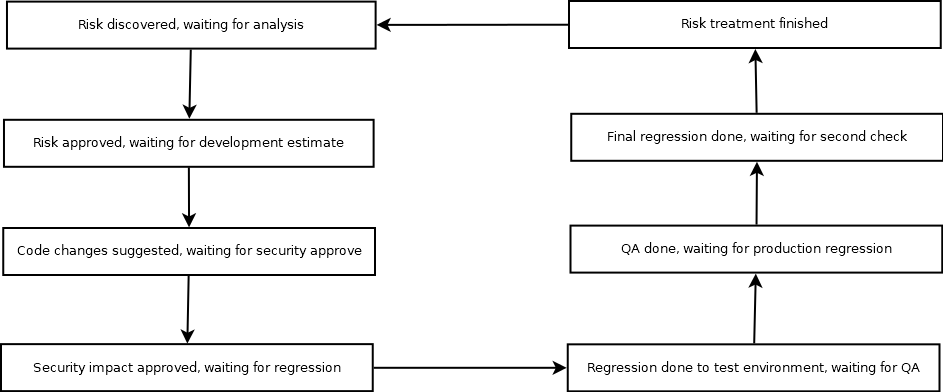 Risk discovered, waiting for analysis
Risk approved, waiting for development estimate
Code changes suggested, waiting for security approve
Security impact approved, waiting for regression
Regression done to test environment, waiting for QA
QA done, waiting for production regression
Final regression done, waiting for second check
Risk treatment finished